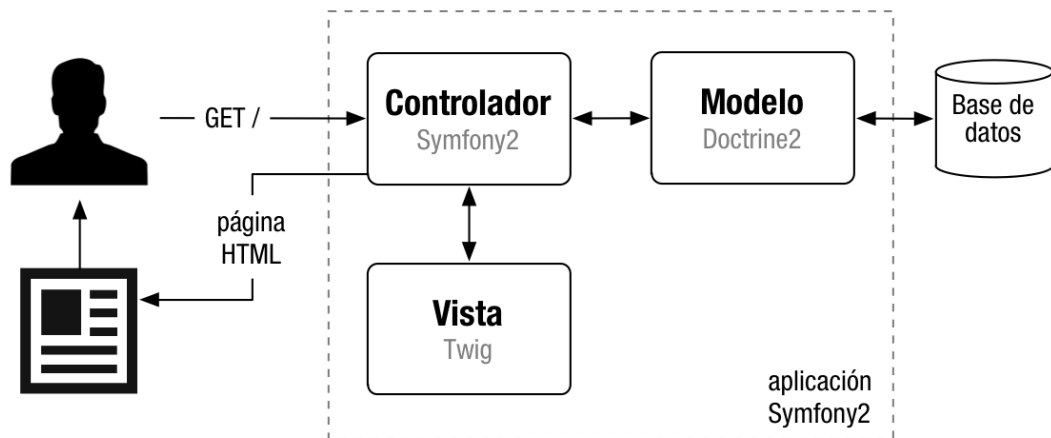 GET /
Controlador
Symfony2
Modelo
Doctrine2
Base de
datos
página
HTML
Vista
Twig
aplicación
Symfony2